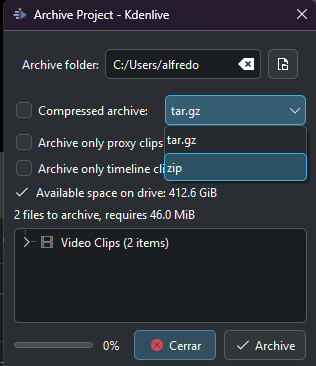 Archive Project - Kdenlive
Archive folder: C:/Users/alfredo
Compressed archive: tar.gz
tar.gz
Archive only proxy clips
zip
Archive only timeline cli
Available space on drive: 412.6 GiB
2 files to archive, requires 46.0 MiB
Video Clips (2 items)
0% Cerrar Archive